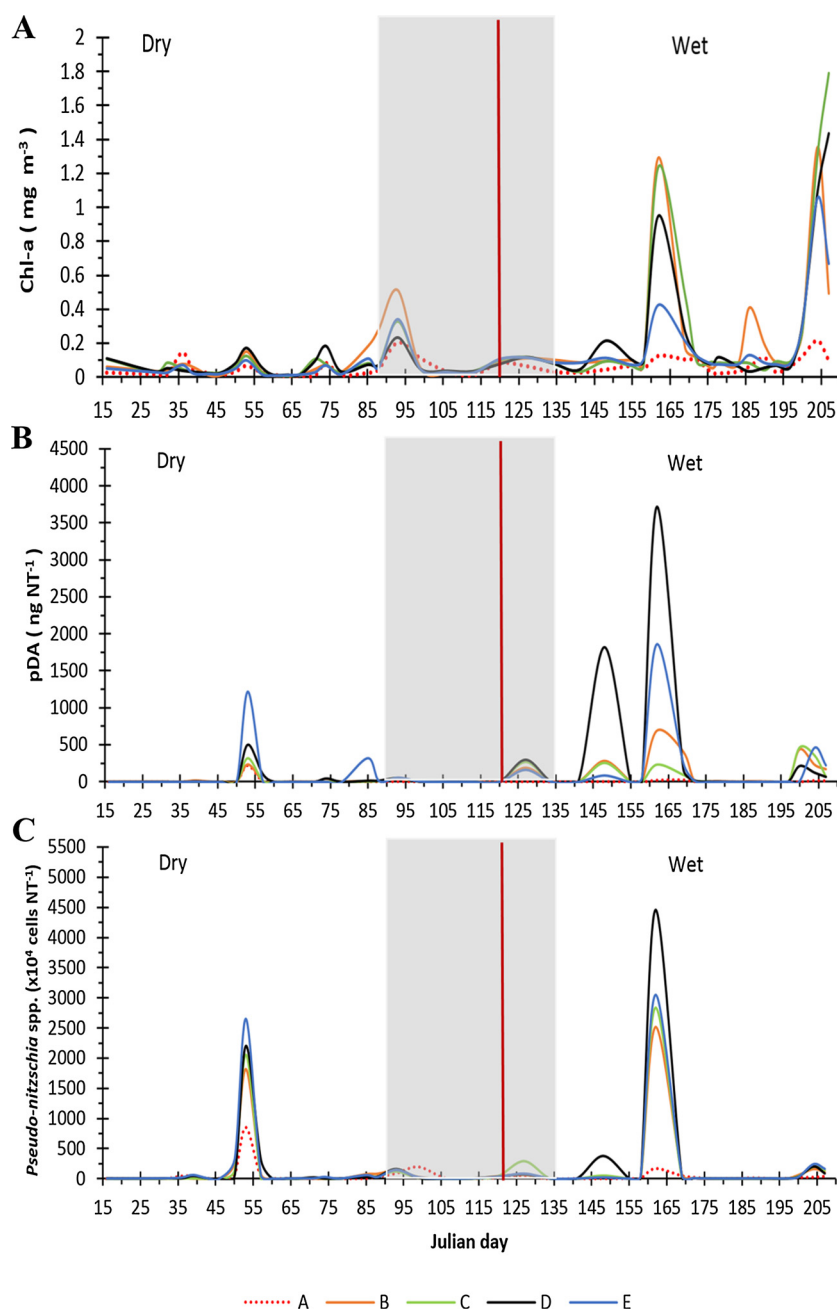 A
Dry
Wet
Chl-a ( mg m-3 )
2
1.8
1.6
1.4
1.2
1
0.8
0.6
0.4
0.2
0
15 25 35 45 55 65 75 85 95 105 115 125 135 145 155 165 175 185 195 205
B
Dry
Wet
pDA ( ng NT-1 )
4500
4000
3500
3000
2500
2000
1500
1000
500
0
15 25 35 45 55 65 75 85 95 105 115 125 135 145 155 165 175 185 195 205
C
Dry
Wet
Pseudo-nitzschia spp. (x10⁴ cells NT-1)
5500
5000
4500
4000
3500
3000
2500
2000
1500
1000
500
0
15 25 35 45 55 65 75 85 95 105 115 125 135 145 155 165 175 185 195 205
Julian day
A B C D E